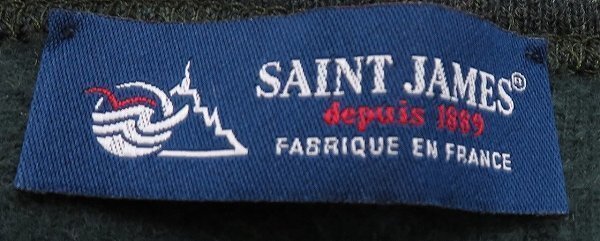 SAINT JAMES®
depuis 1889
FABRIQUE EN FRANCE